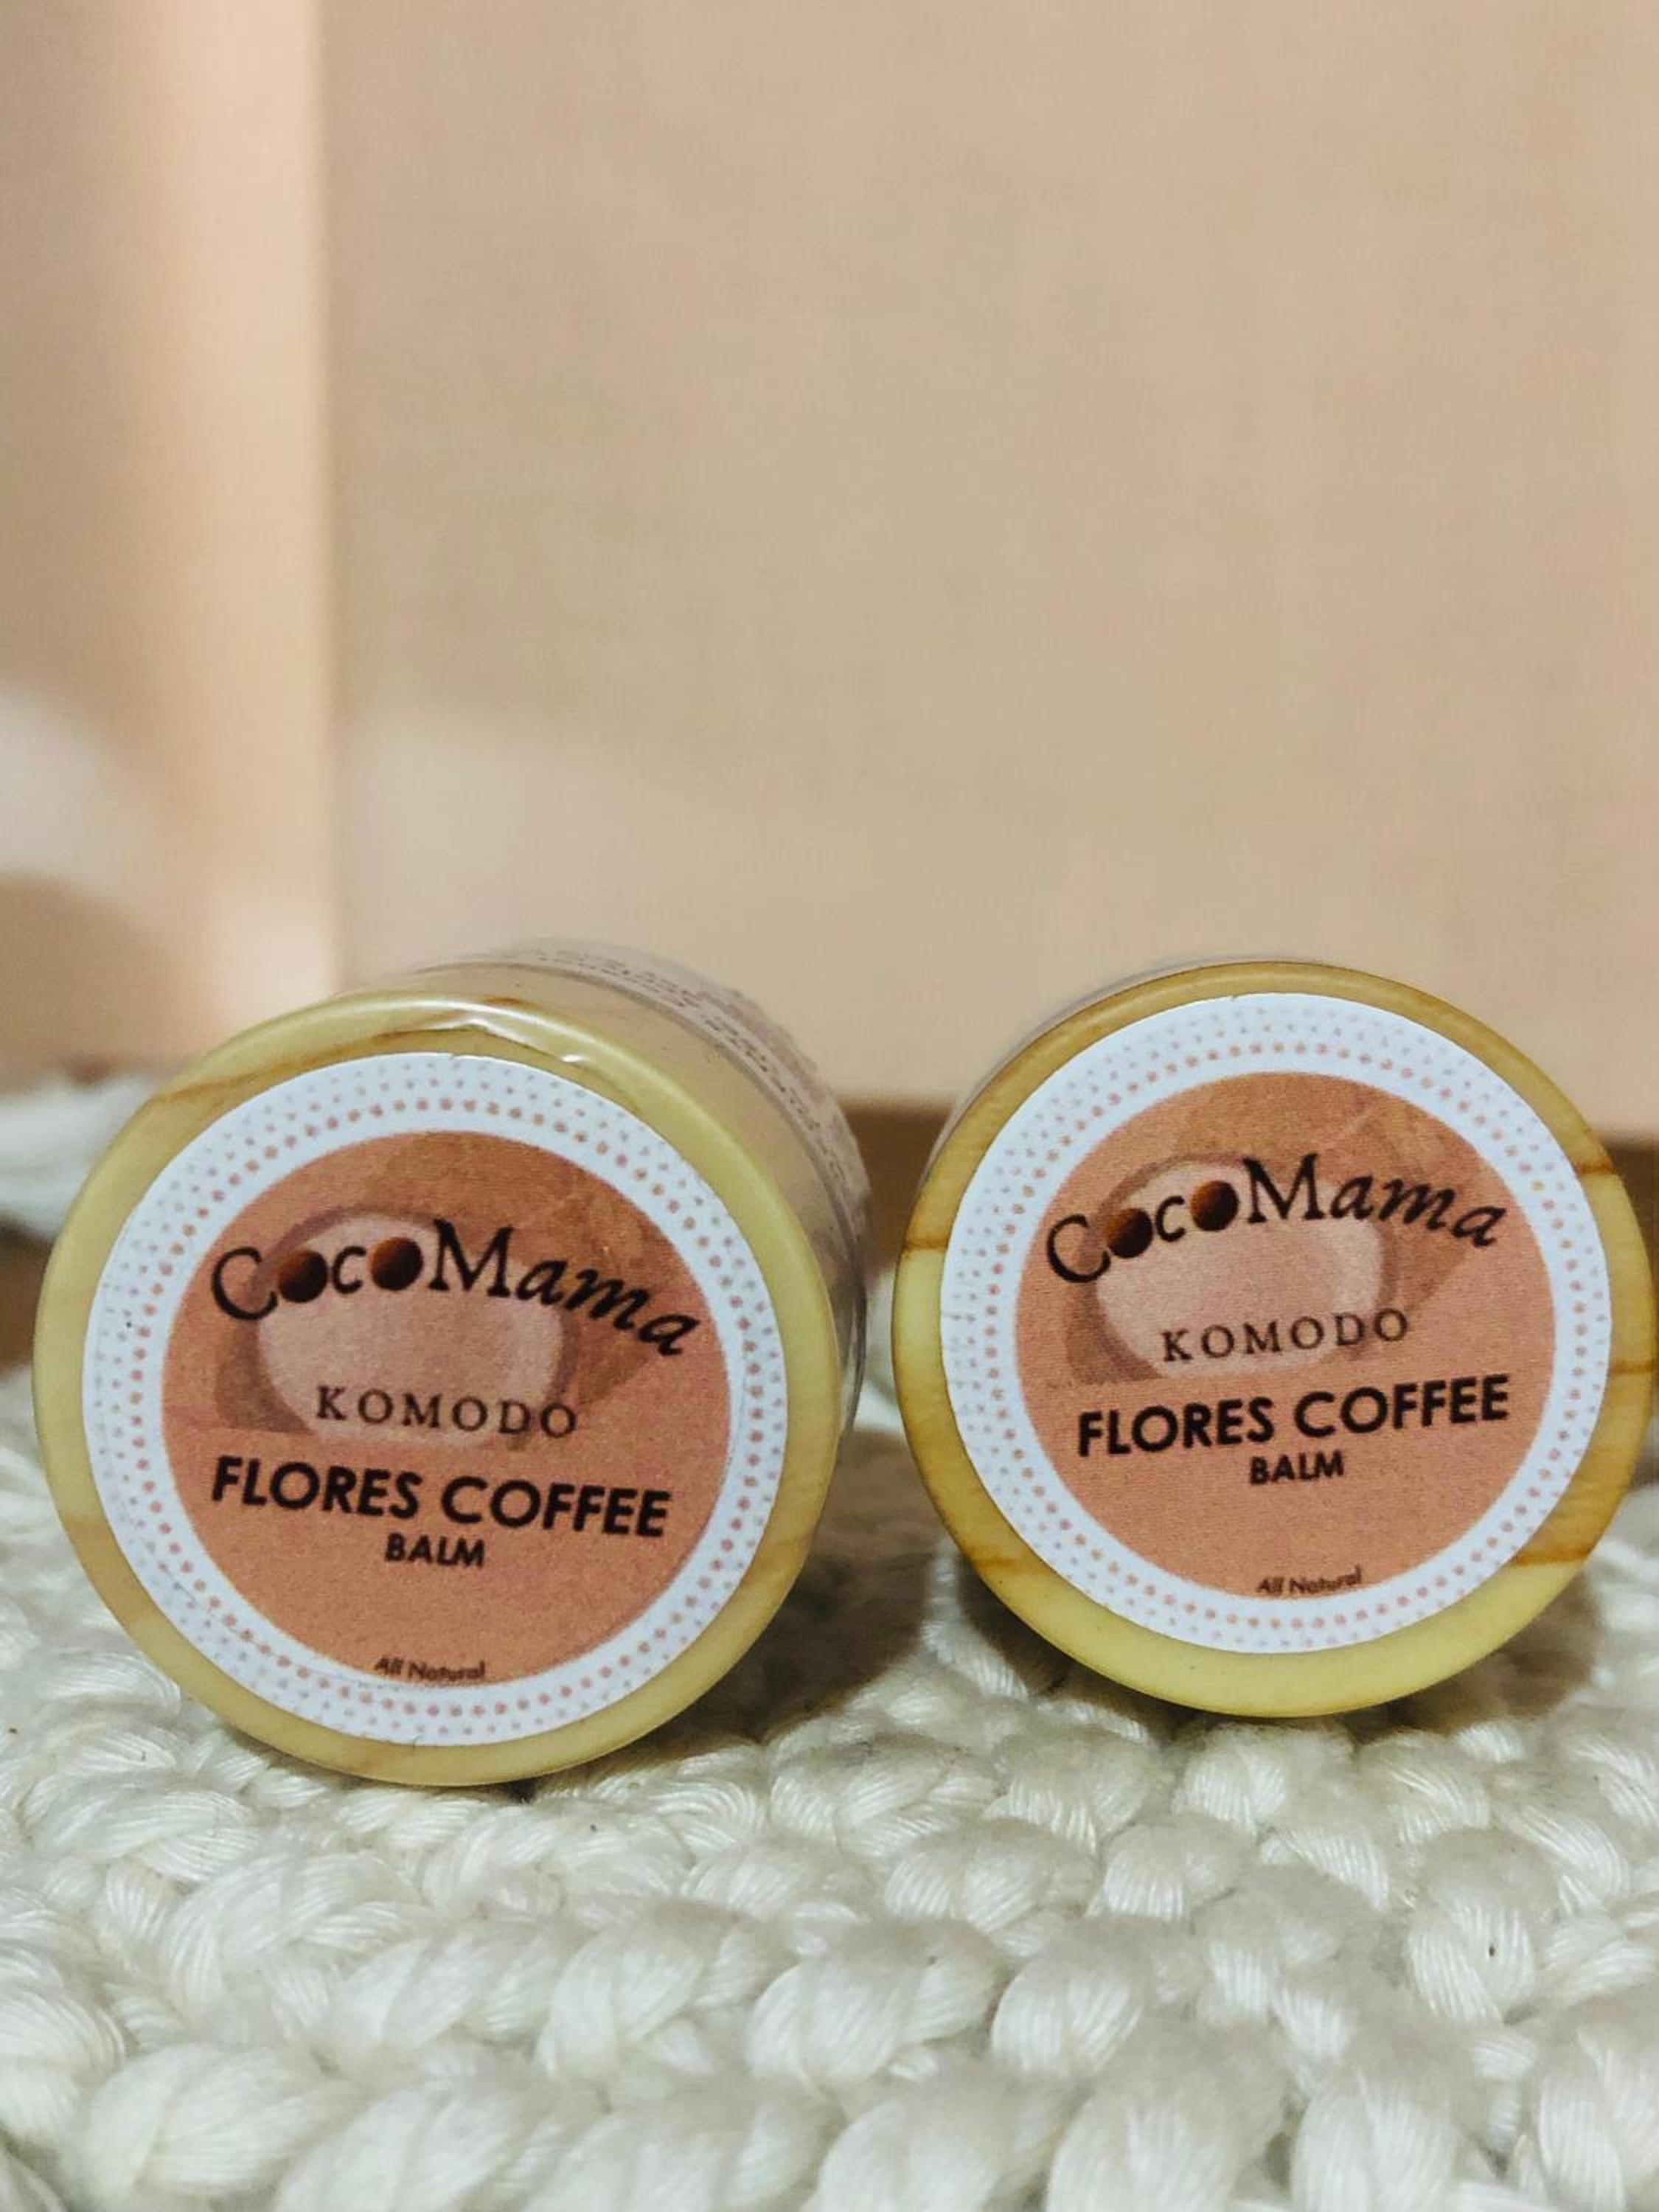 CocoMama
KOMODO
FLORES COFFEE
BALM
All Natural
CocoMama
KOMODO
FLORES COFFEE
BALM
All Natural